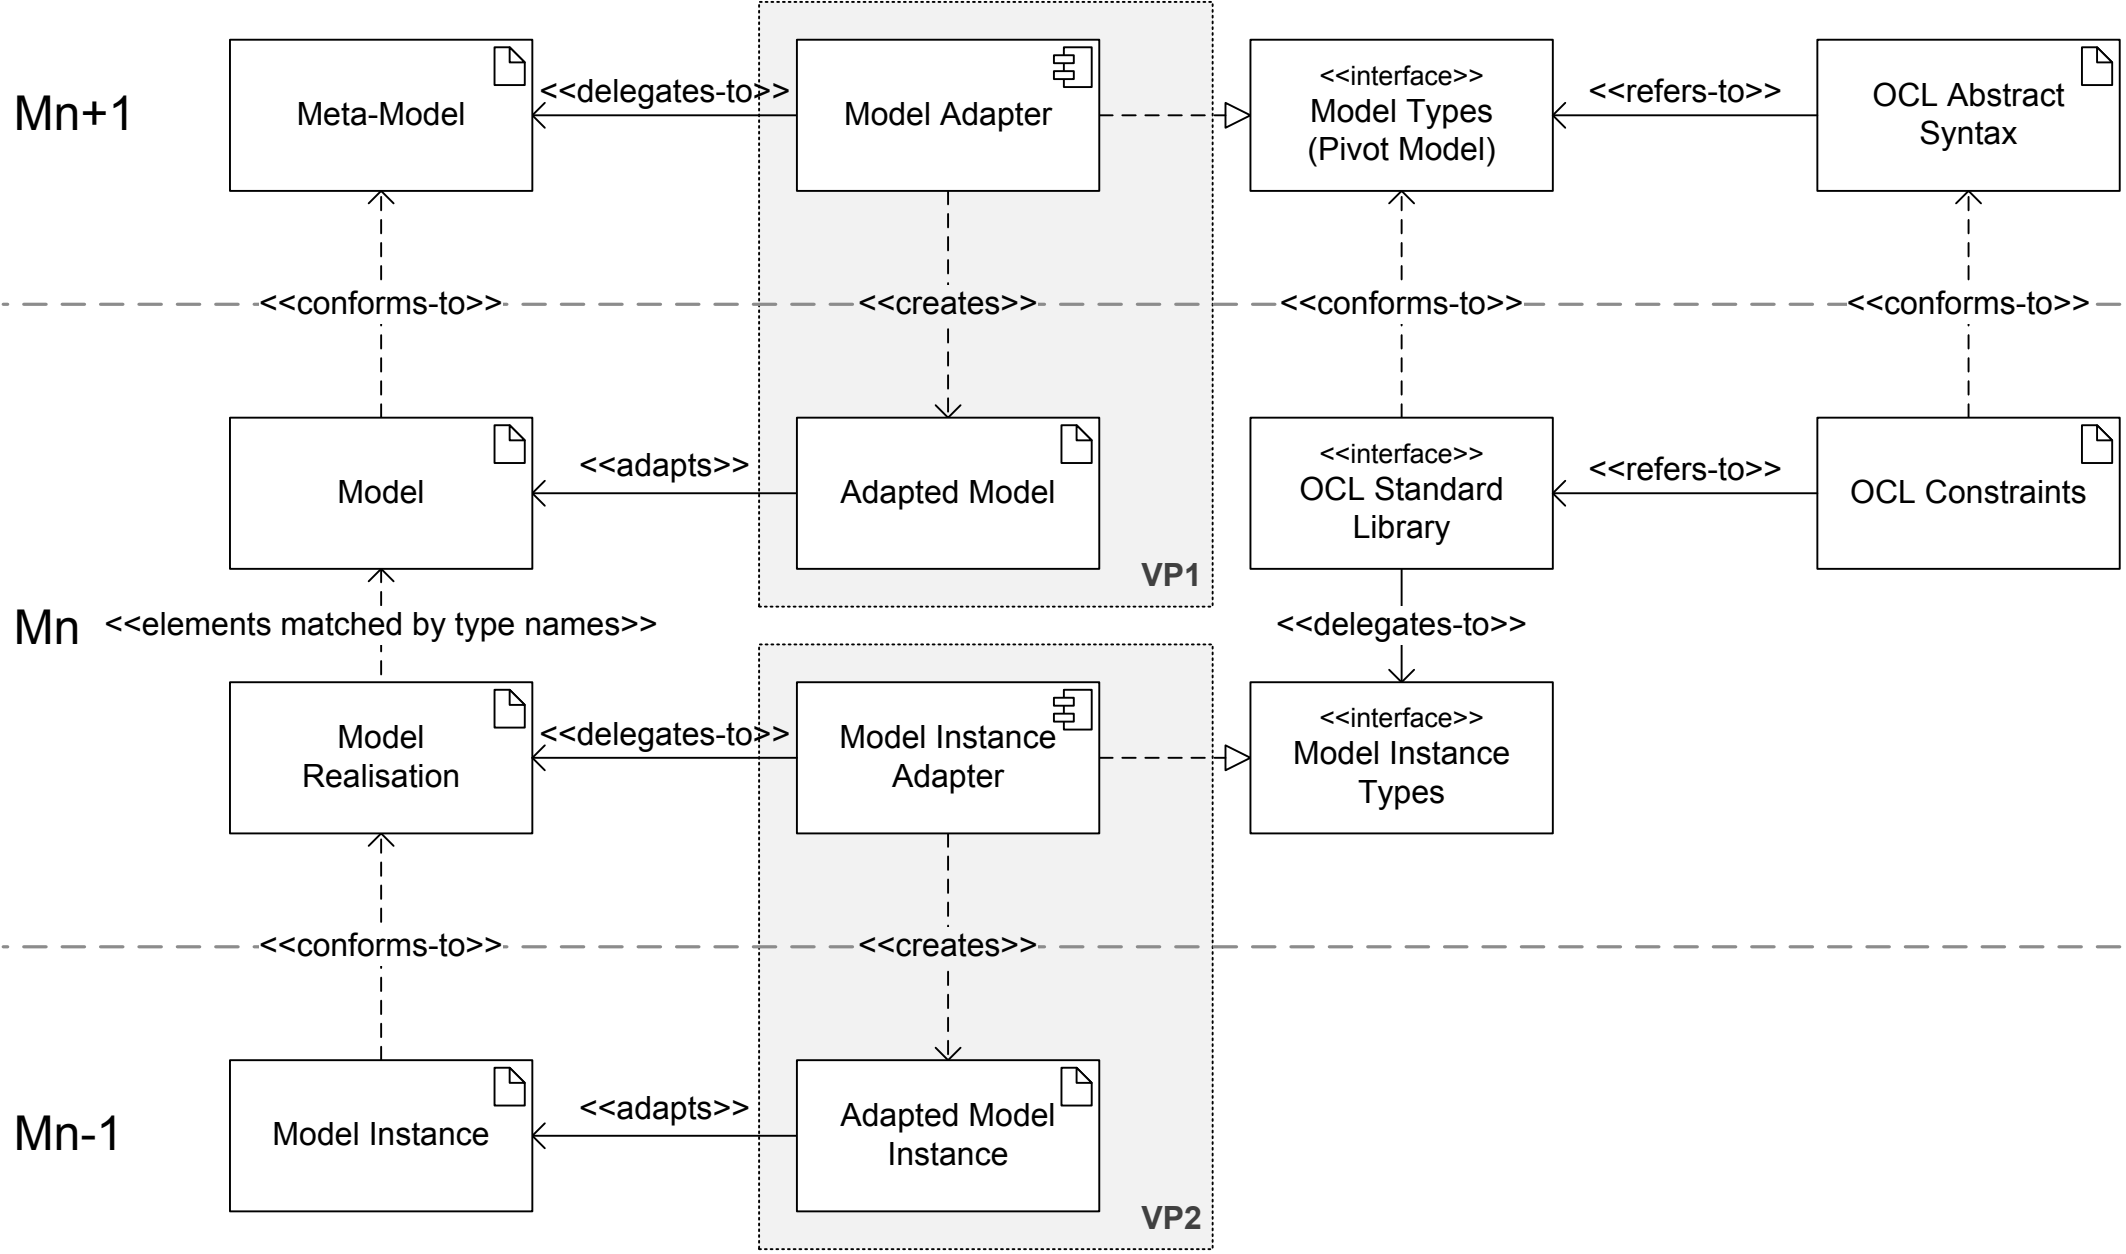 Mn+1
Meta-Model
<<delegates-to>>
Model Adapter
<<interface>>
Model Types
(Pivot Model)
<<refers-to>>
OCL Abstract
Syntax
<<conforms-to>>
<<creates>>
<<conforms-to>>
<<conforms-to>>
Model
<<adapts>>
Adapted Model
VP1
<<interface>>
OCL Standard
Library
<<refers-to>>
OCL Constraints
Mn
<<elements matched by type names>>
<<delegates-to>>
Model
Realisation
<<delegates-to>>
Model Instance
Adapter
<<interface>>
Model Instance
Types
<<conforms-to>>
<<creates>>
Mn-1
Model Instance
<<adapts>>
Adapted Model
Instance
VP2